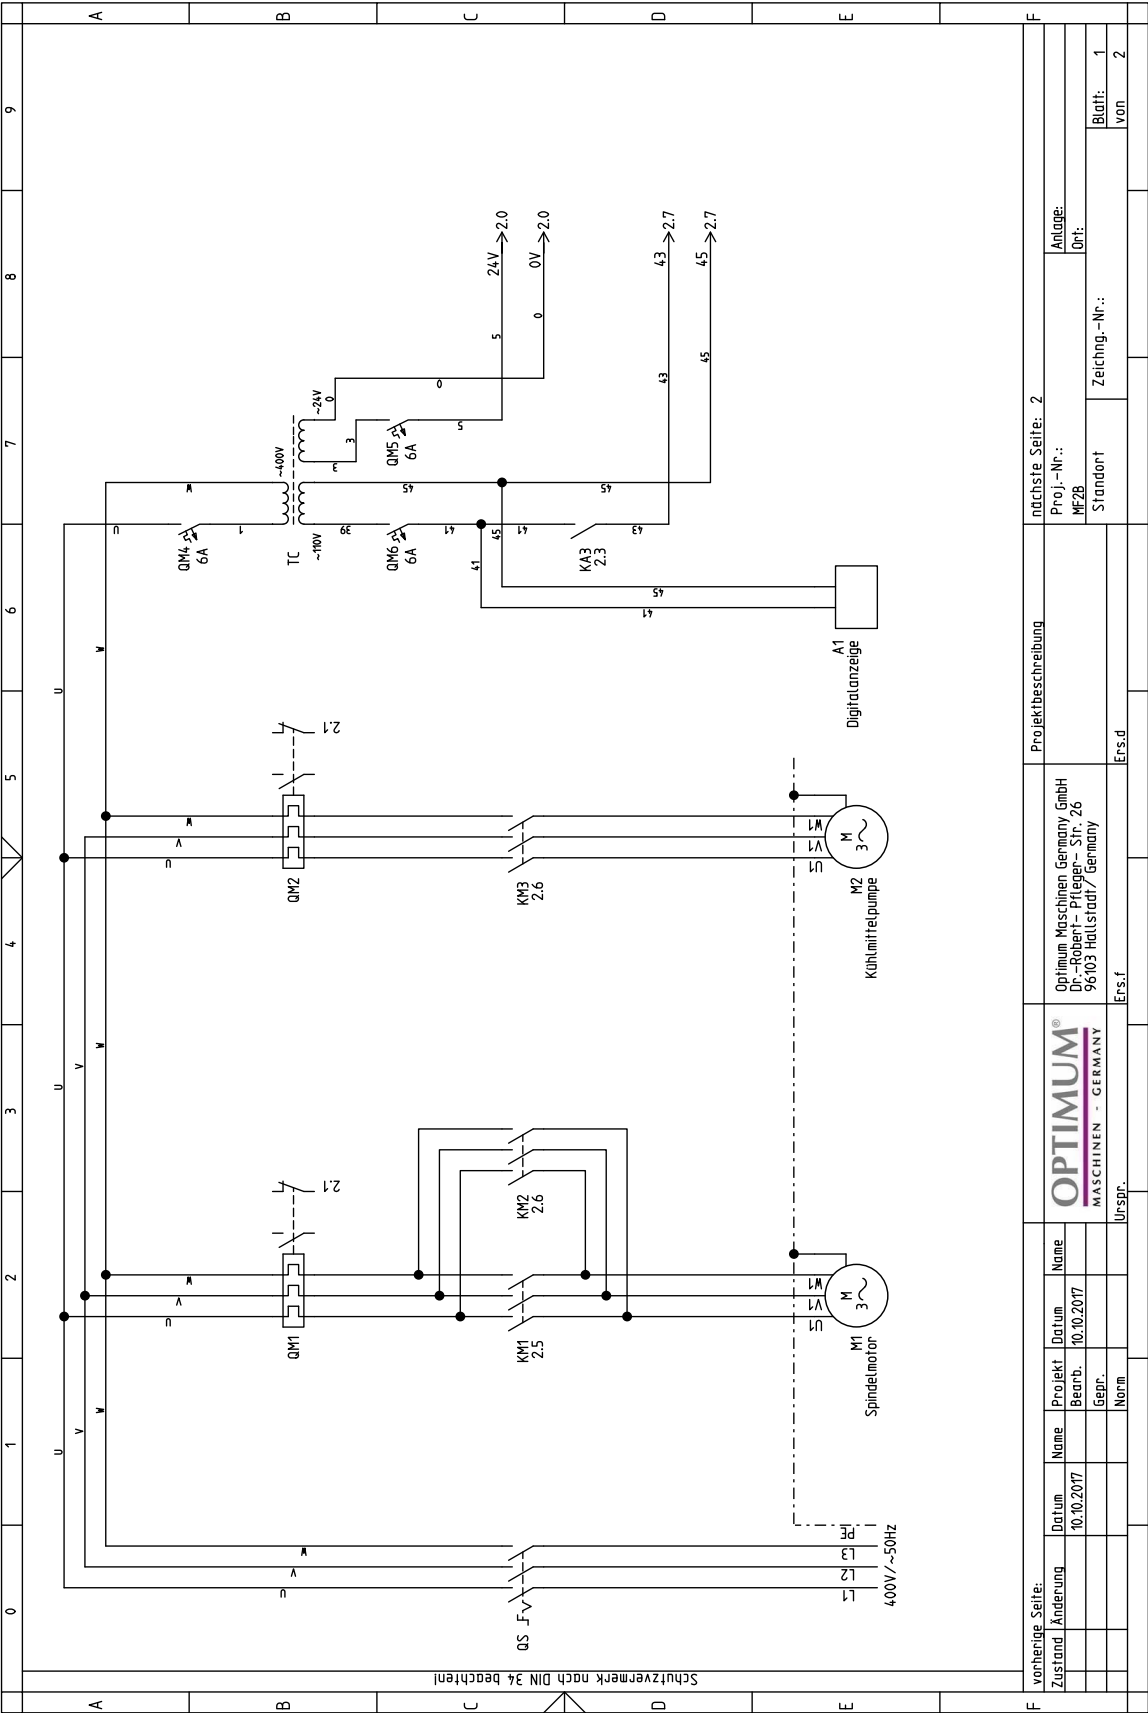 0 1 2 3 4 5 6 7 8 9
A
B
C
D
E
F
A
B
C
D
E
F
Schutzvermerk nach DIN 34 beachten!
U
V
W
QS
L1
L2
L3
PE
400V/~50Hz
U
V
W
U
V
W
QM1
2.1
KM1
2.5
KM2
2.6
U1
V1
W1
M
3
M1
Spindelmotor
U
V
W
U
V
W
QM2
2.1
KM3
2.6
U1
V1
W1
M
3
M2
Kühlmittelpumpe
U
W
U
W
QM4
6A
1
~400V
TC
~110V
~24V
39
3
3
0
0
QM6
6A
QM5
6A
41
45
5
41
45
41
45
KA3
2.3
43
45
41
45
A1
Digitalanzeige
5
24V
2.0
0
0V
2.0
43
43
2.7
45
45
2.7
vorherige Seite:
Zustand
Änderung
Datum
Name
10.10.2017
Projekt
Datum
Name
Bearb.
10.10.2017
Gepr.
Norm
Urspr.
OPTIMUM®
MASCHINEN - GERMANY
Optimum Maschinen Germany GmbH
Dr.-Robert- Pfleger- Str. 26
96103 Hallstadt/ Germany
Ers.f
Ers.d
Projektbeschreibung
nächste Seite: 2
Proj.-Nr.:
MF2B
Standort
Zeichng.-Nr.:
Anlage:
Ort:
Blatt: 1
von 2